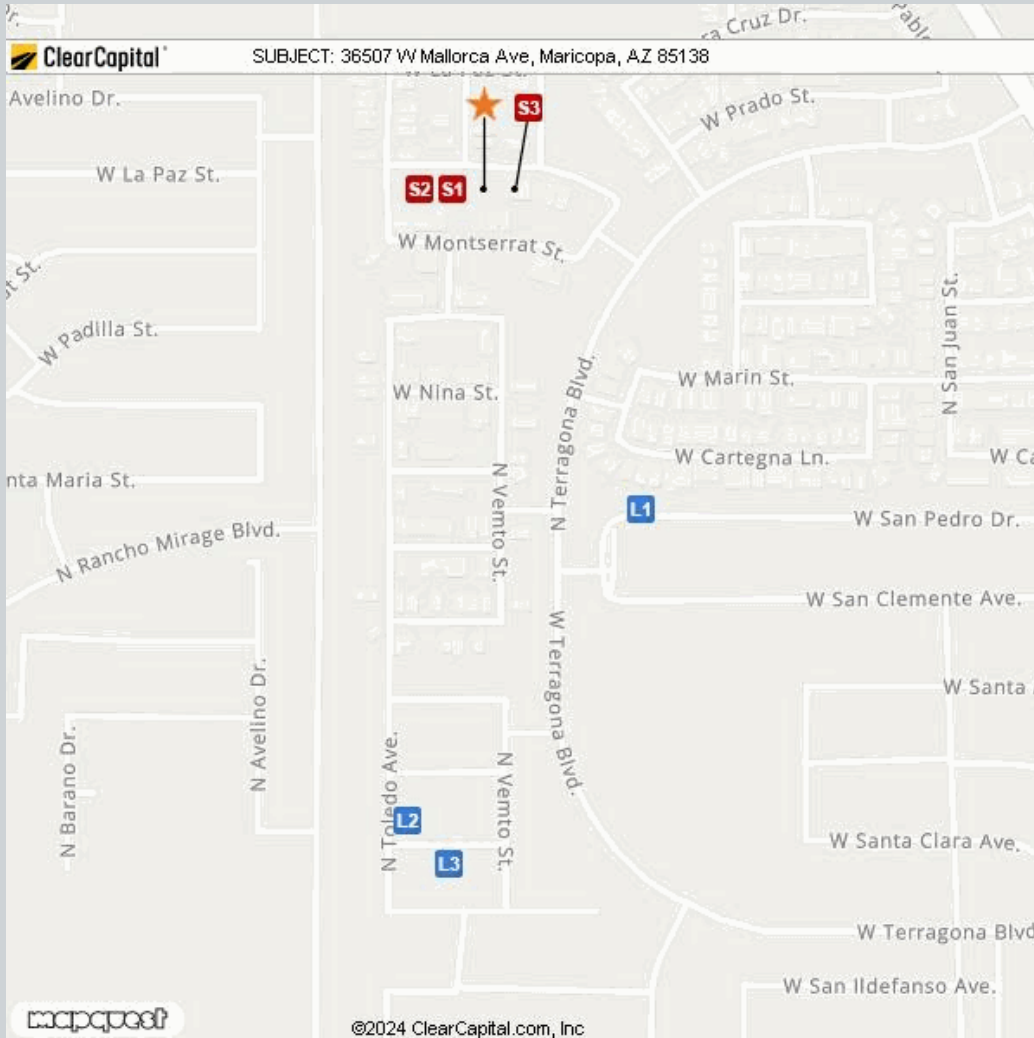 ra Cruz Dr.
ClearCapital
SUBJECT: 36507 W Mallorca Ave, Maricopa, AZ 85138
Avelino Dr.
S3
W Prado St.
W La Paz St.
S2 S1
W Montserrat St.
W Padilla St.
N San Juan St.
W Nina St.
W Marin St.
N Terragona Blvd.
W Cartegna Ln.
W Ca
nta Maria St.
N Vemto St.
L1
W San Pedro Dr.
N Rancho Mirage Blvd.
W San Clemente Ave.
W Terragona Blvd.
N Avelino Dr.
W Santa
N Barano Dr.
N Toledo Ave.
N Vemto St.
L2
W Santa Clara Ave.
L3
W Terragona Blvd
W San Ildefanso Ave.
mapquest
©2024 ClearCapital.com, Inc